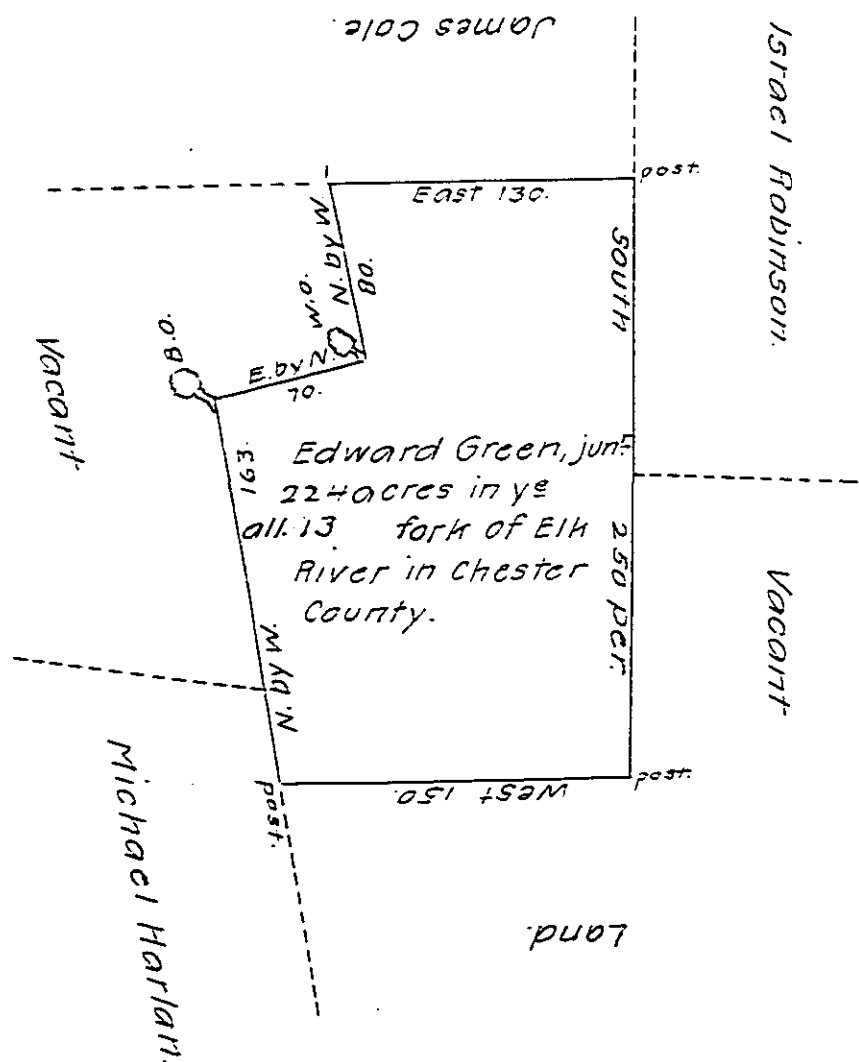 James Cole.
Israel Robinson.
post.
East 130.
South
250 per.
N. by W.
80.
W.O.
E. by N.
70.
B.O.
Vacant
163.
N. by W.
Edward Green, junr
224 acres in ye
all. 13 fork of Elk
River in Chester
County.
Vacant
post.
West 150.
post.
Michael Harlan.
Land.